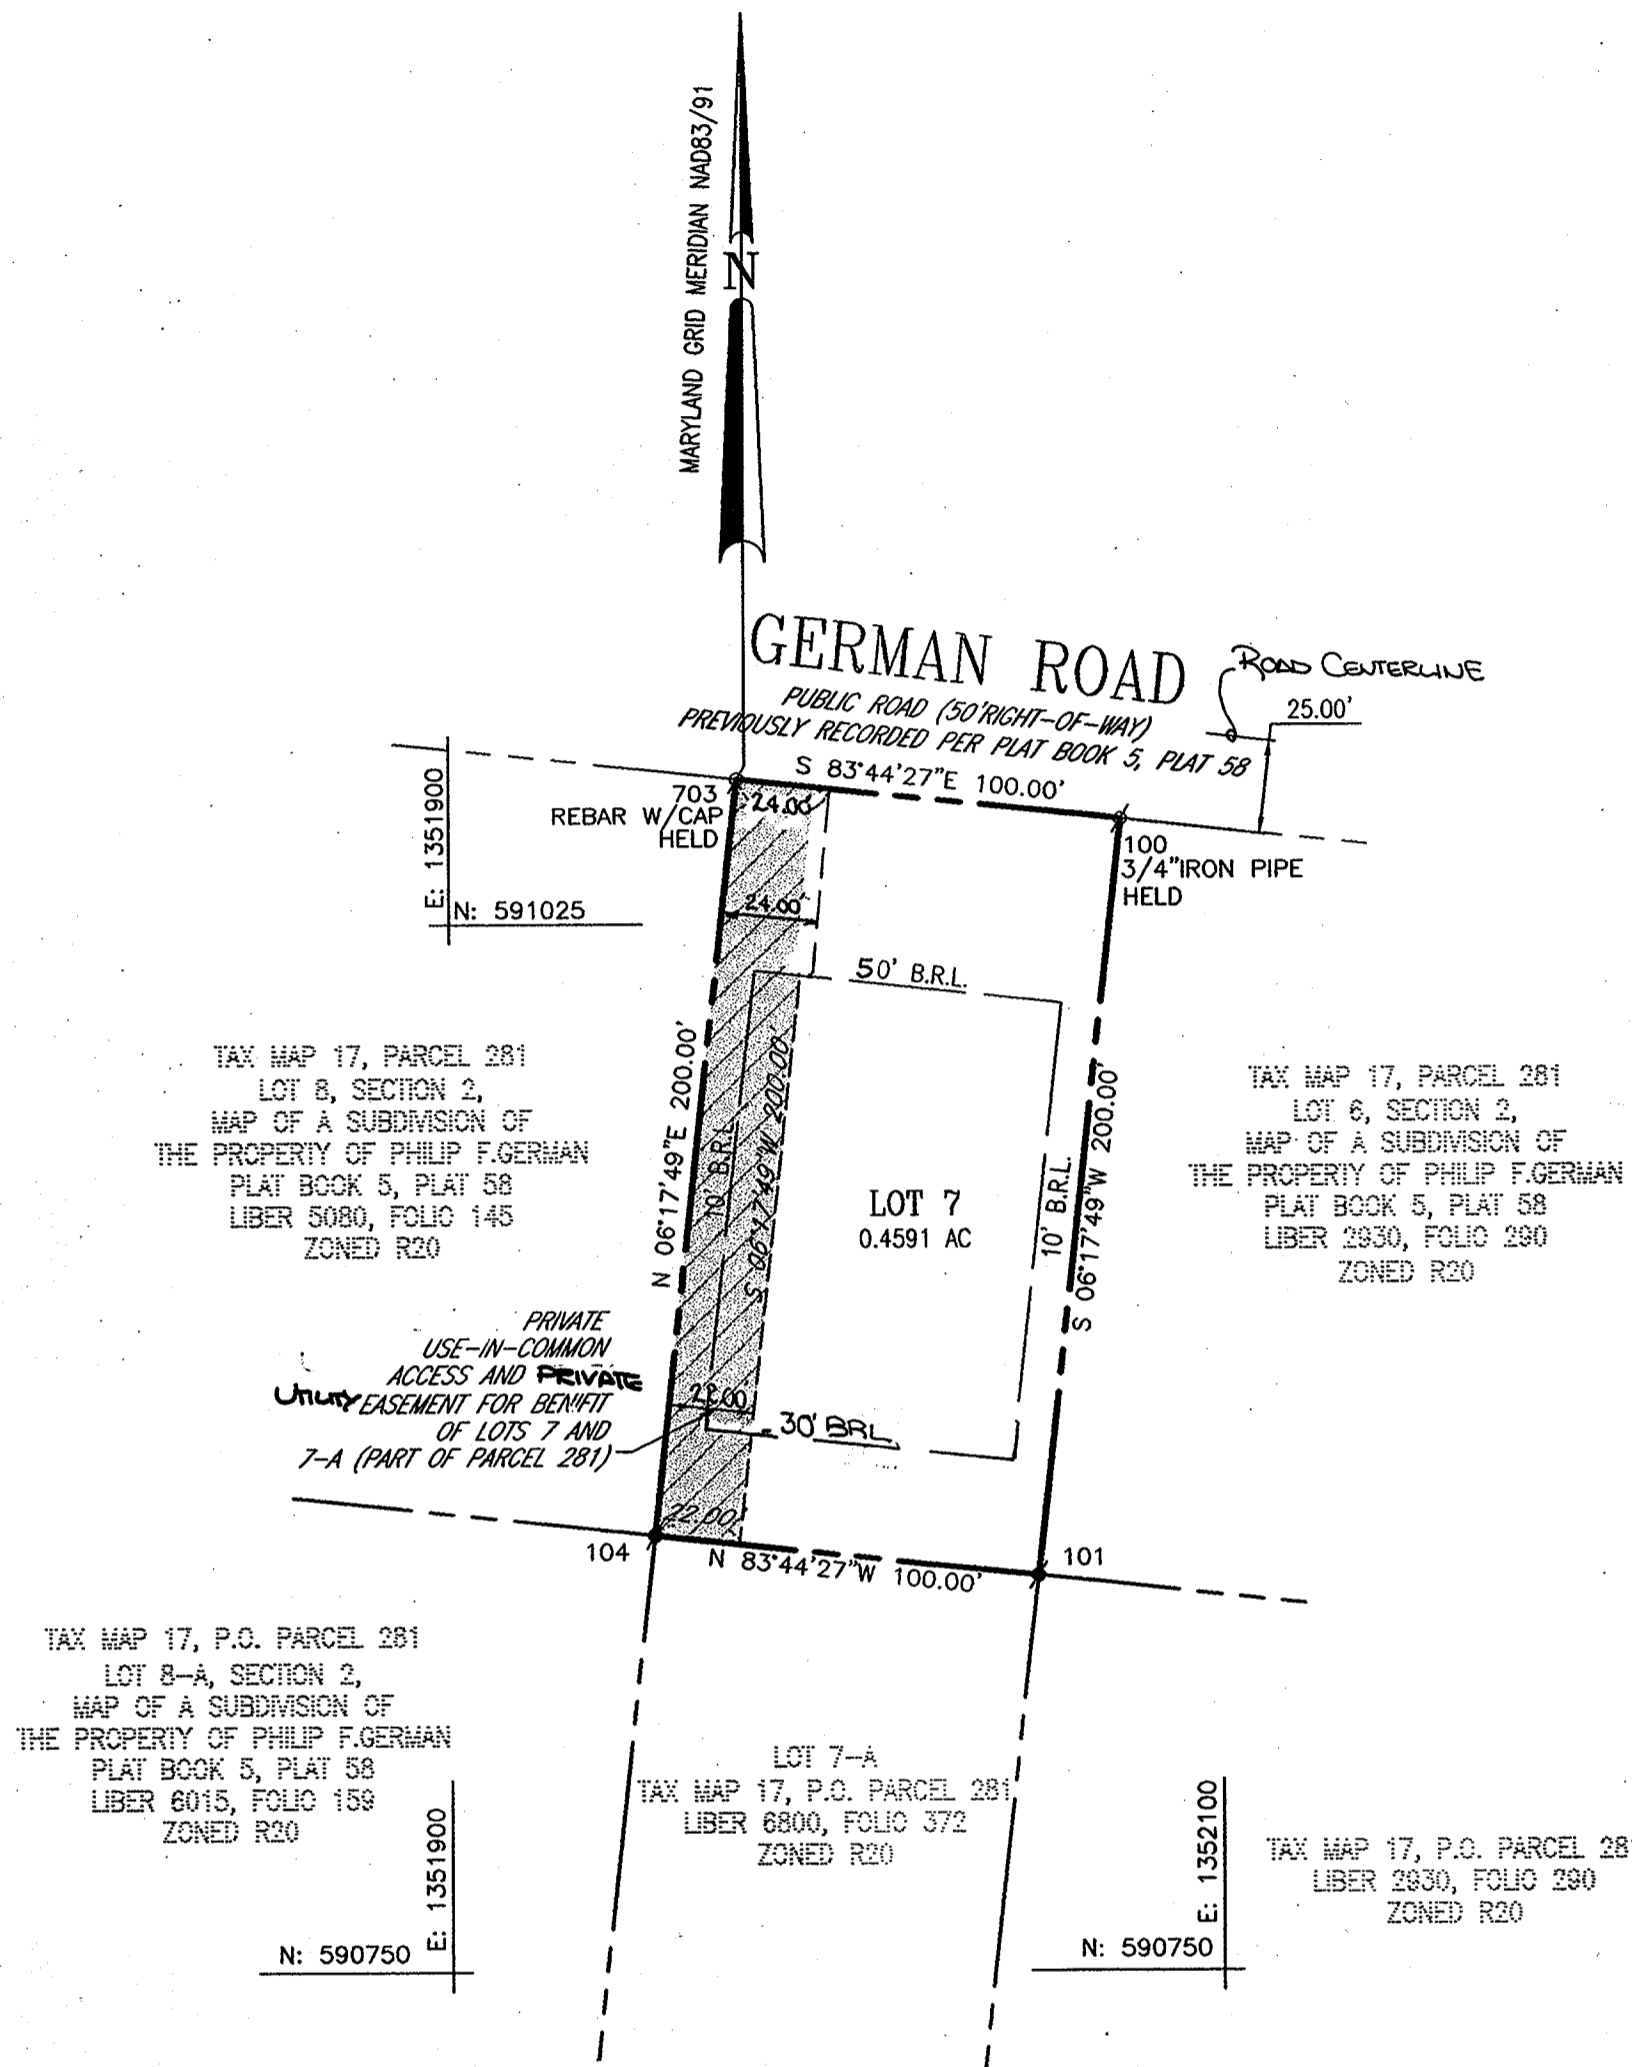 MARYLAND GRID MERIDIAN NAD83/91
N
GERMAN ROAD
PUBLIC ROAD (50'RIGHT-OF-WAY)
PREVIOUSLY RECORDED PER PLAT BOOK 5, PLAT 58
ROAD CENTERLINE
25.00'
S 83°44'27"E 100.00'
703
REBAR W/CAP
HELD
24.00'
100
3/4"IRON PIPE
HELD
E: 1351900
N: 591025
24.00'
50' B.R.L.
N 06°17'49"E 200.00'
10' B.R.L.
S 06°17'49"W 200.00'
LOT 7
0.4591 AC
10' B.R.L.
S 06°17'49"W 200.00'
TAX MAP 17, PARCEL 281
LOT 8, SECTION 2,
MAP OF A SUBDIVISION OF
THE PROPERTY OF PHILIP F.GERMAN
PLAT BOOK 5, PLAT 58
LIBER 5080, FOLIO 145
ZONED R20
TAX MAP 17, PARCEL 281
LOT 6, SECTION 2,
MAP OF A SUBDIVISION OF
THE PROPERTY OF PHILIP F.GERMAN
PLAT BOOK 5, PLAT 58
LIBER 2930, FOLIO 290
ZONED R20
PRIVATE
USE-IN-COMMON
ACCESS AND PRIVATE
UTILITY EASEMENT FOR BENIFIT
OF LOTS 7 AND
7-A (PART OF PARCEL 281)
22.00'
30' BRL
22.00'
104
N 83°44'27"W 100.00'
101
TAX MAP 17, P.O. PARCEL 281
LOT 8-A, SECTION 2,
MAP OF A SUBDIVISION OF
THE PROPERTY OF PHILIP F.GERMAN
PLAT BOOK 5, PLAT 58
LIBER 6015, FOLIO 159
ZONED R20
LOT 7-A
TAX MAP 17, P.O. PARCEL 281
LIBER 6800, FOLIO 372
ZONED R20
TAX MAP 17, P.O. PARCEL 28
LIBER 2930, FOLIO 290
ZONED R20
E: 1351900
N: 590750
E: 1352100
N: 590750